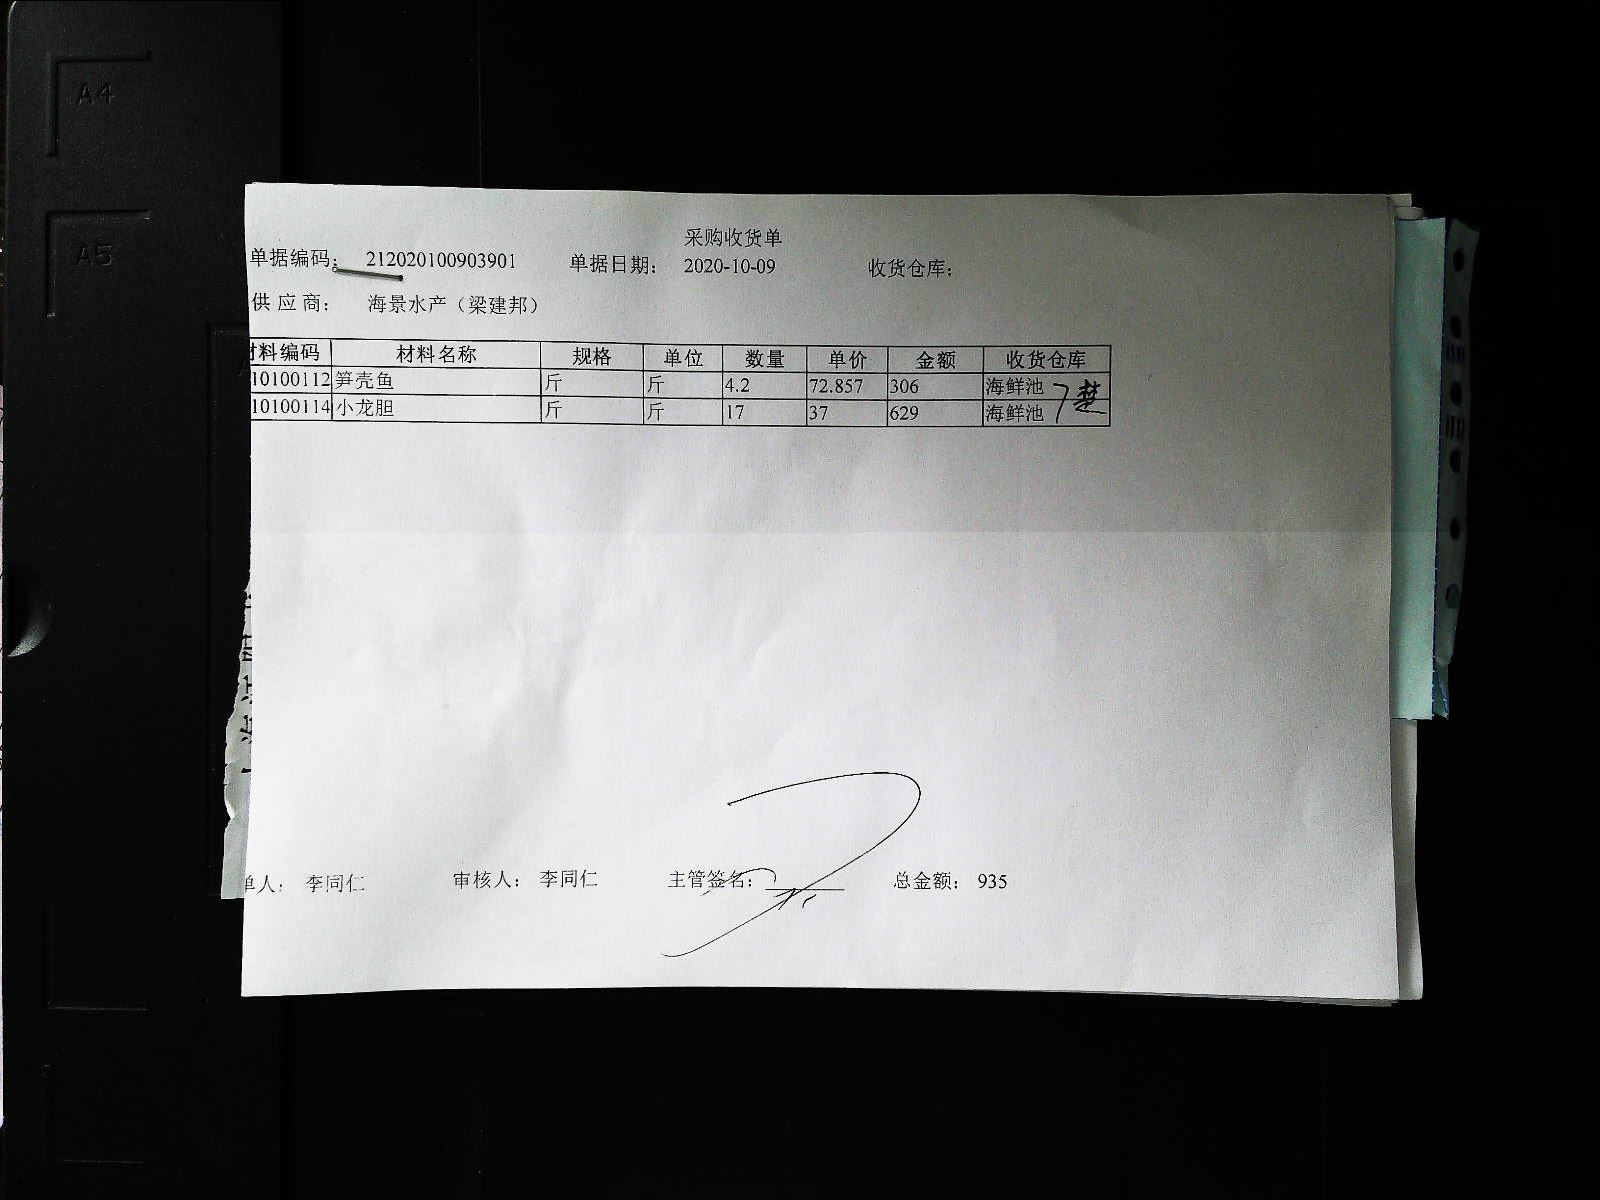 A4
A5
采购收货单
单据编码: 212020100903901 单据日期: 2020-10-09 收货仓库:
供应商: 海景水产（梁建邦）
材料编码 材料名称 规格 单位 数量 单价 金额 收货仓库
10100112 笋壳鱼 斤 斤 4.2 72.857 306 海鲜池
10100114 小龙胆 斤 斤 17 37 629 海鲜池
楚
单人: 李同仁 审核人: 李同仁 主管签名: 总金额: 935